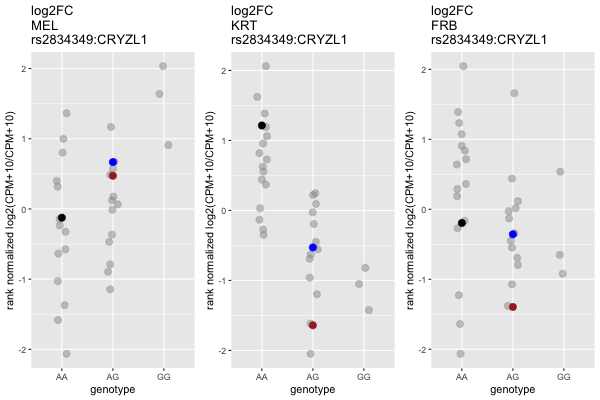 log2FC
MEL
rs2834349:CRYZL1
rank normalized log2(CPM+10/CPM+10)
2
1
0
-1
-2
AA AG GG
genotype
log2FC
KRT
rs2834349:CRYZL1
rank normalized log2(CPM+10/CPM+10)
2
1
0
-1
-2
AA AG GG
genotype
log2FC
FRB
rs2834349:CRYZL1
rank normalized log2(CPM+10/CPM+10)
2
1
0
-1
-2
AA AG GG
genotype